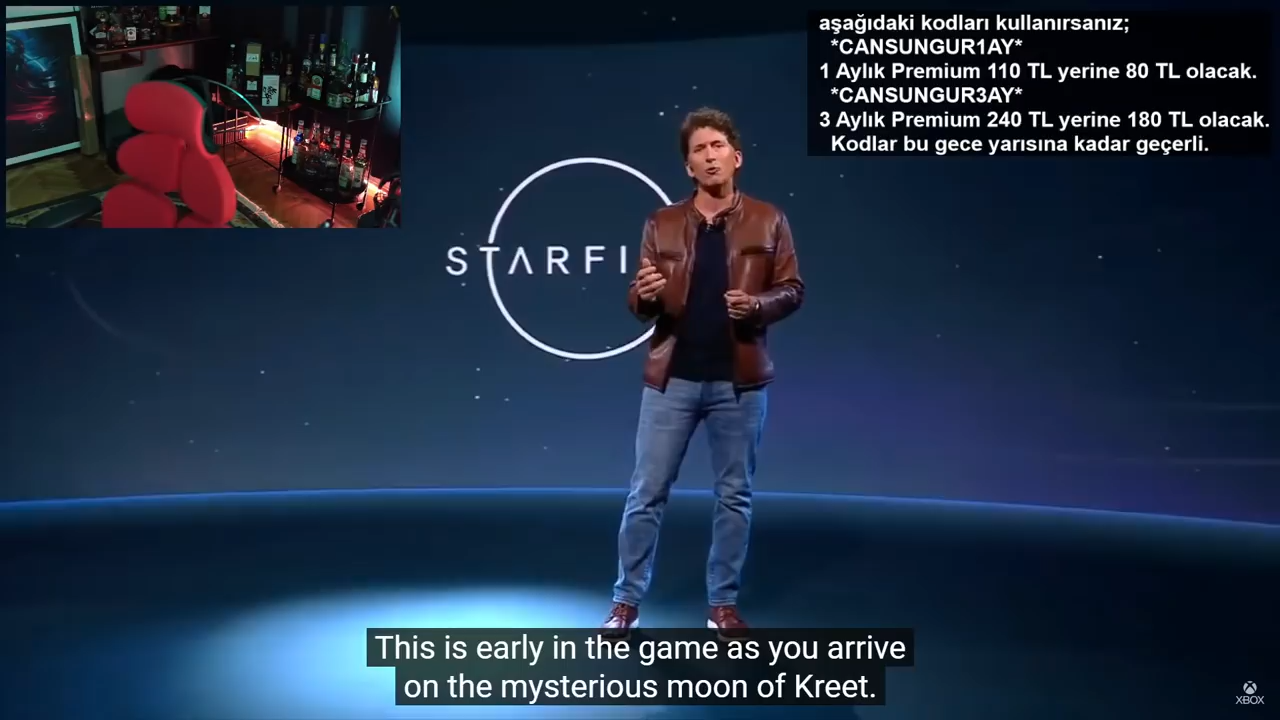 aşağıdaki kodları kullanırsanız;
*CANSUNGUR1AY*
1 Aylık Premium 110 TL yerine 80 TL olacak.
*CANSUNGUR3AY*
3 Aylık Premium 240 TL yerine 180 TL olacak.
Kodlar bu gece yarısına kadar geçerli.
STARFI
This is early in the game as you arrive
on the mysterious moon of Kreet.
XBOX